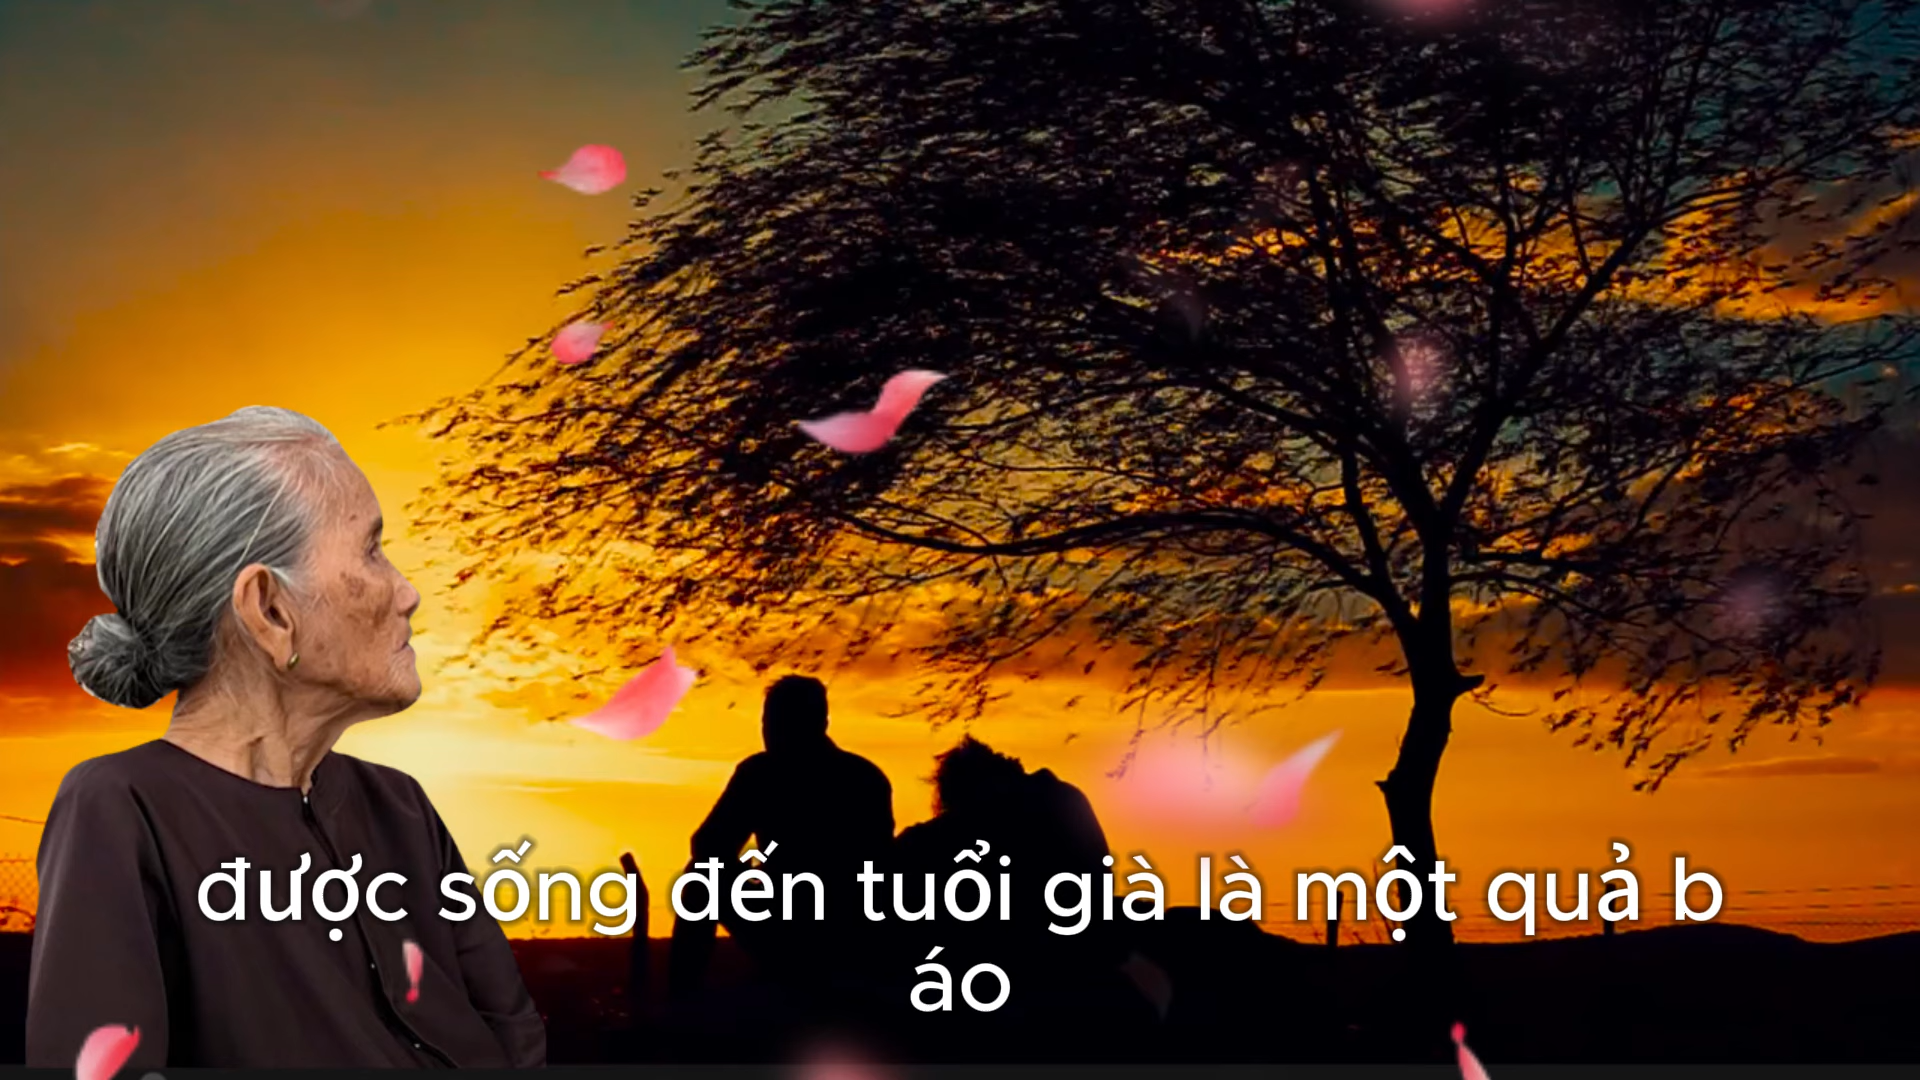 được sống đến tuổi già là một quả b
áo